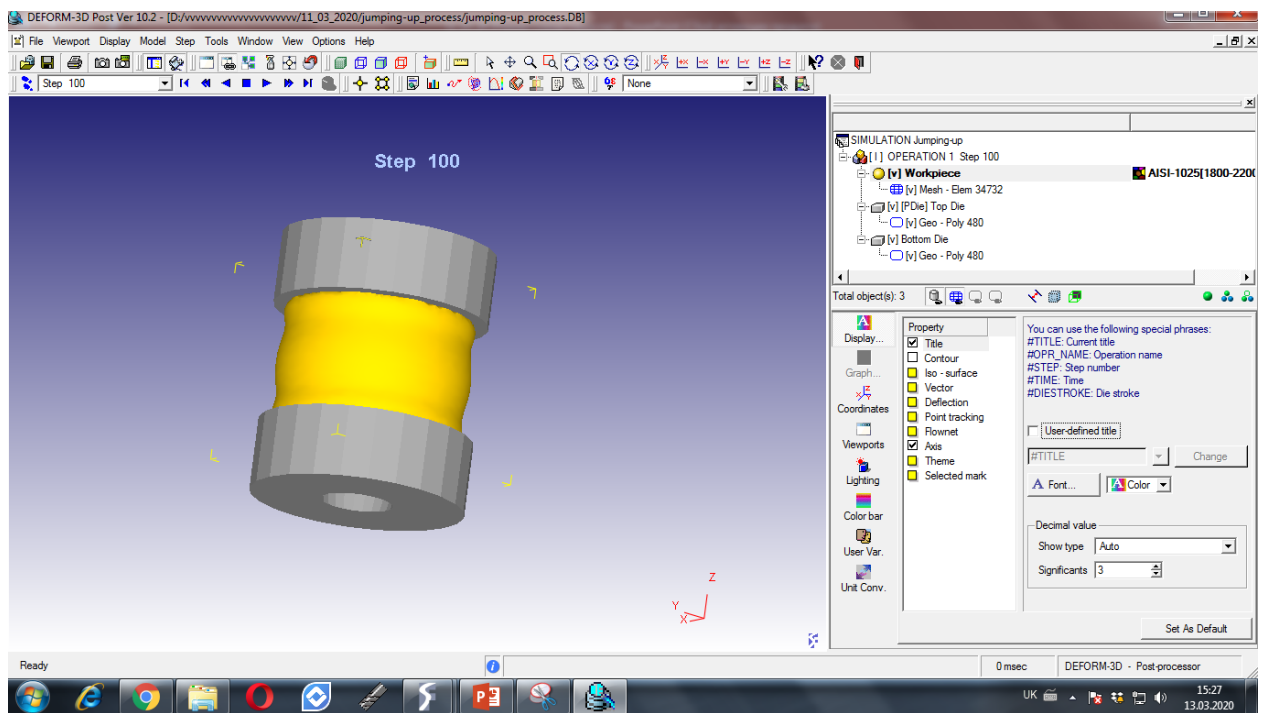 DEFORM-3D Post Ver 10.2 - [D:/vvvvvvvvvvvvvvvvvvvv/11_03_2020/jumping-up_process/jumping-up_process.DB]
File Viewport Display Model Step Tools Window View Options Help
Step 100
None
Step 100
SIMULATION Jumping-up
[1] OPERATION 1 Step 100
[v] Workpiece AISI-1025[1800-2200
[v] Mesh - Elem 34732
[v] [PDie] Top Die
[v] Geo - Poly 480
[v] Bottom Die
[v] Geo - Poly 480
Total object(s): 3
Display...
Graph...
Coordinates
Viewports
Lighting
Color bar
User Var.
Unit Conv.
Property
Title
Contour
Iso - surface
Vector
Deflection
Point tracking
Flownet
Axis
Theme
Selected mark
You can use the following special phrases:
#TITLE: Current title
#OPR_NAME: Operation name
#STEP: Step number
#TIME: Time
#DIESTROKE: Die stroke
User-defined title
#TITLE Change
A Font... A Color
Decimal value
Show type Auto
Significants 3
Set As Default
Z
Y
X
Ready 0 msec DEFORM-3D - Post-processor
UK 15:27
13.03.2020